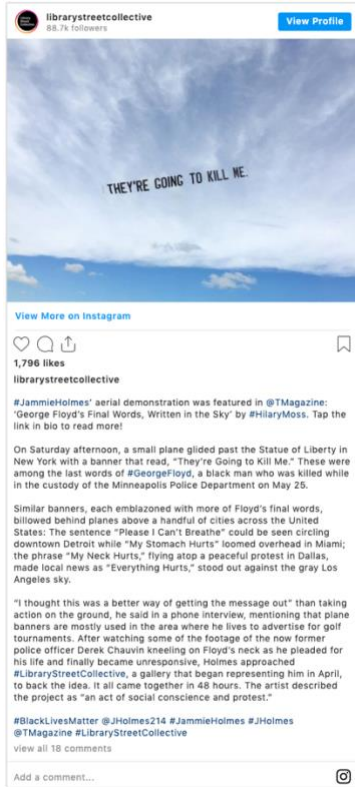 librarystreetcollective
88.7k followers
View Profile
THEY'RE GOING TO KILL ME.
View More on Instagram
1,796 likes
librarystreetcollective
#JammieHolmes' aerial demonstration was featured in @TMagazine:
'George Floyd's Final Words, Written in the Sky' by #HilaryMoss. Tap the
link in bio to read more!
On Saturday afternoon, a small plane glided past the Statue of Liberty in
New York with a banner that read, "They're Going to Kill Me." These were
among the last words of #GeorgeFloyd, a black man who was killed while
in the custody of the Minneapolis Police Department on May 25.
Similar banners, each emblazoned with more of Floyd's final words,
billowed behind planes above a handful of cities across the United
States: The sentence "Please I Can't Breathe" could be seen circling
downtown Detroit while "My Stomach Hurts" loomed overhead in Miami;
the phrase "My Neck Hurts," flying atop a peaceful protest in Dallas,
made local news as "Everything Hurts," stood out against the gray Los
Angeles sky.
"I thought this was a better way of getting the message out" than taking
action on the ground, he said in a phone interview, mentioning that plane
banners are mostly used in the area where he lives to advertise for golf
tournaments. After watching some of the footage of the now former
police officer Derek Chauvin kneeling on Floyd's neck as he pleaded for
his life and finally became unresponsive, Holmes approached
#LibraryStreetCollective, a gallery that began representing him in April,
to back the idea. It all came together in 48 hours. The artist described
the project as "an act of social conscience and protest."
#BlackLivesMatter @JHolmes214 #JammieHolmes #JHolmes
@TMagazine #LibraryStreetCollective
view all 18 comments
Add a comment...